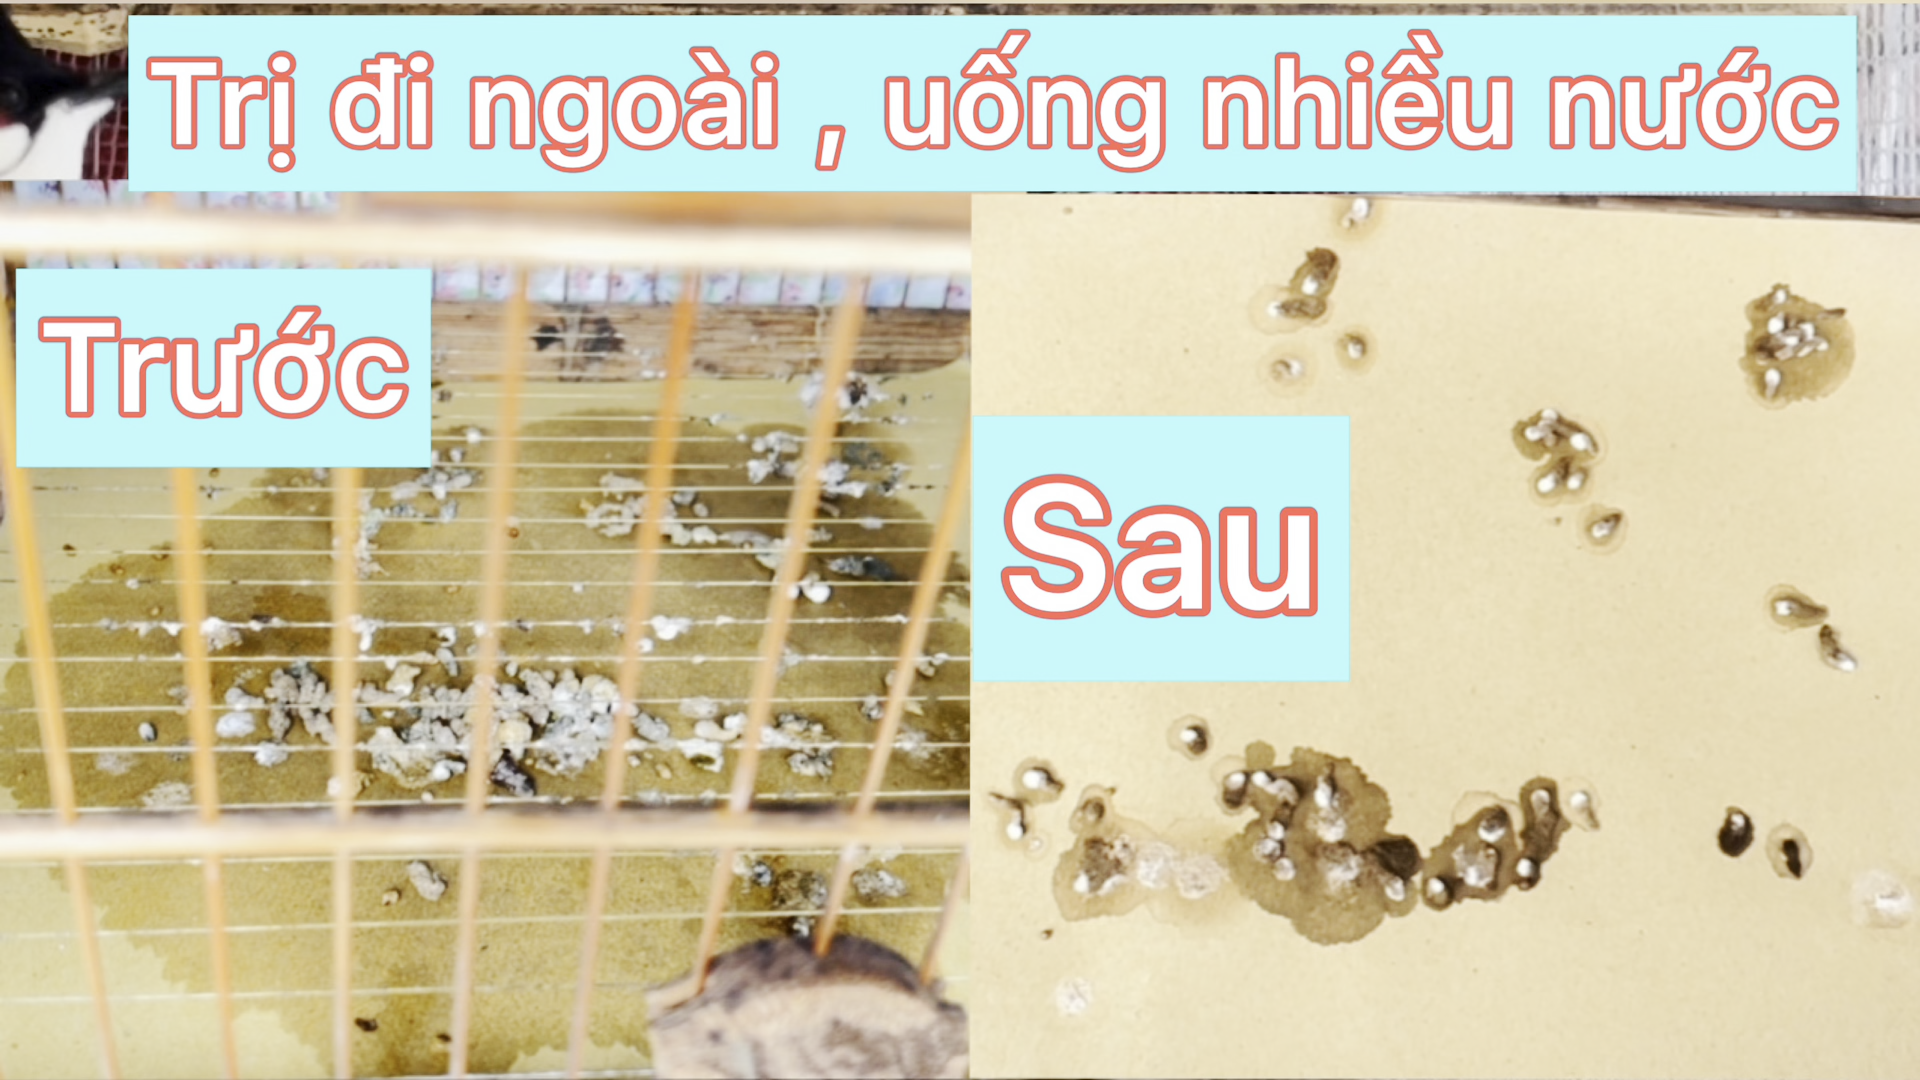 Trị đi ngoài , uống nhiều nước
Trước
Sau